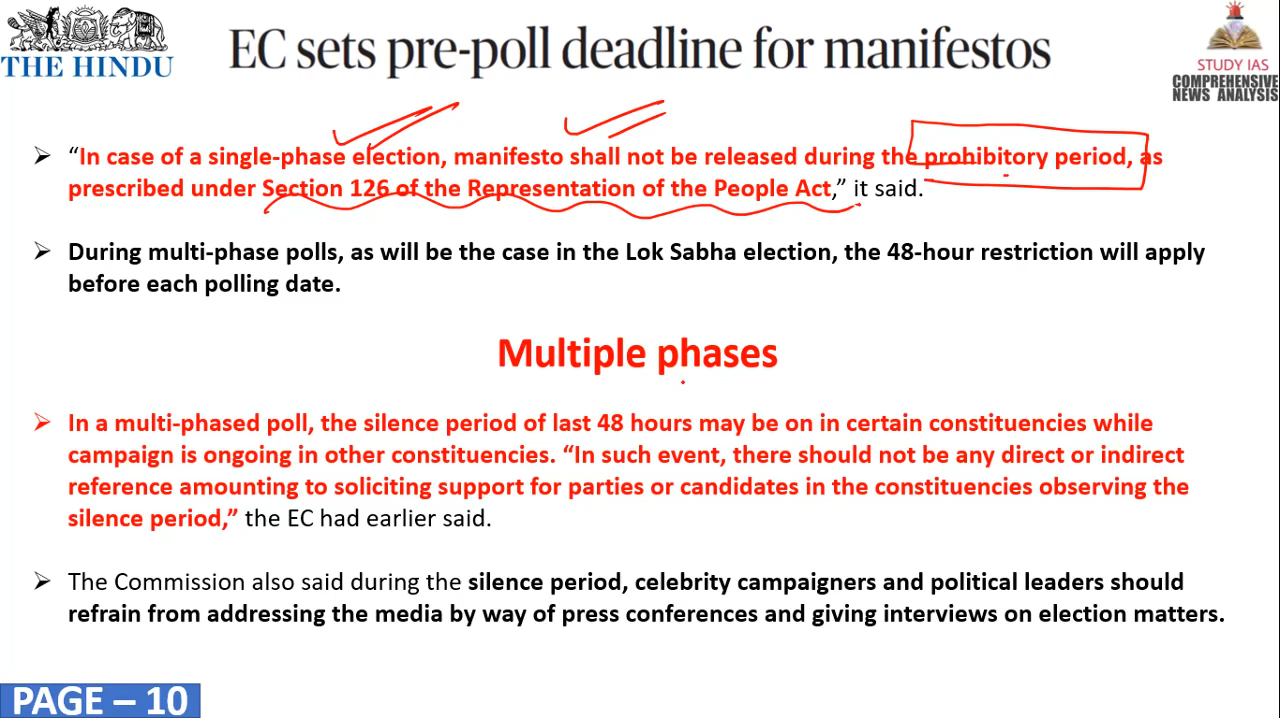 THE HINDU
EC sets pre-poll deadline for manifestos
STUDY IAS
COMPREHENSIVE
NEWS ANALYSIS
“In case of a single-phase election, manifesto shall not be released during the prohibitory period, as
prescribed under Section 126 of the Representation of the People Act,” it said.
During multi-phase polls, as will be the case in the Lok Sabha election, the 48-hour restriction will apply
before each polling date.
Multiple phases
In a multi-phased poll, the silence period of last 48 hours may be on in certain constituencies while
campaign is ongoing in other constituencies. “In such event, there should not be any direct or indirect
reference amounting to soliciting support for parties or candidates in the constituencies observing the
silence period,” the EC had earlier said.
The Commission also said during the silence period, celebrity campaigners and political leaders should
refrain from addressing the media by way of press conferences and giving interviews on election matters.
PAGE – 10